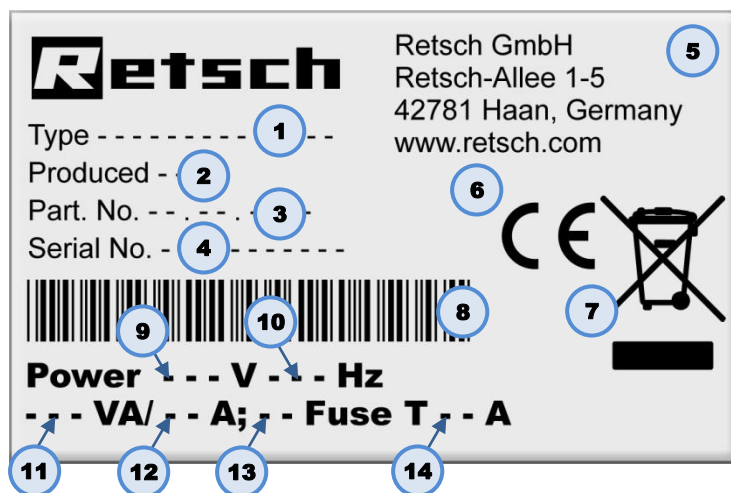 Retsch
Retsch GmbH
Retsch-Allee 1-5
42781 Haan, Germany
www.retsch.com
5
Type - - - - - - - - - - 1 - -
Produced - 2
Part. No. - - . - - . - 3 -
Serial No. - 4 - - - - - - -
6
CE
7
8
9
10
Power - - - V - - - Hz
- - - VA/ - - A; - - Fuse T - - A
11
12
13
14